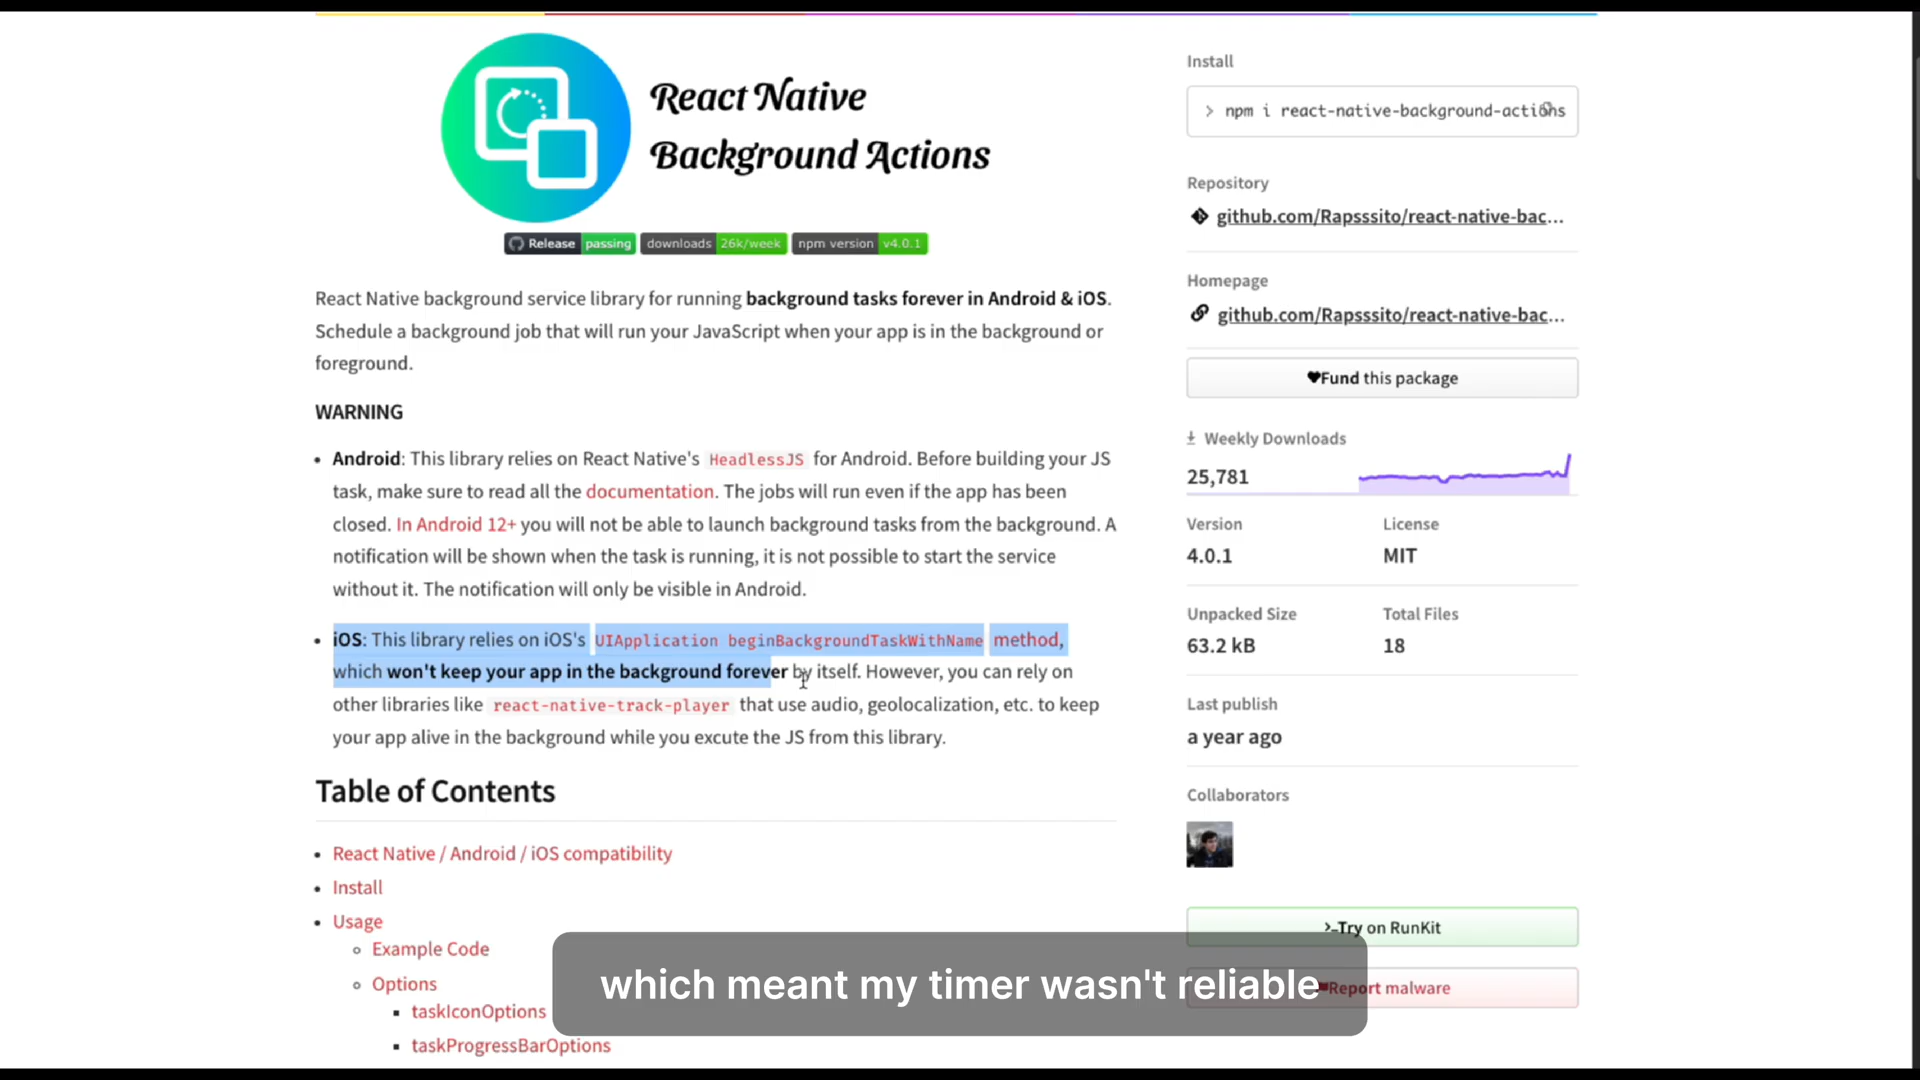 React Native
Background Actions
Release passing downloads 26k/week npm version v4.0.1
React Native background service library for running background tasks forever in Android & iOS.
Schedule a background job that will run your JavaScript when your app is in the background or
foreground.
WARNING
• Android: This library relies on React Native's HeadlessJS for Android. Before building your JS
task, make sure to read all the documentation. The jobs will run even if the app has been
closed. In Android 12+ you will not be able to launch background tasks from the background. A
notification will be shown when the task is running, it is not possible to start the service
without it. The notification will only be visible in Android.
• iOS: This library relies on iOS's UIApplication beginBackgroundTaskWithName method,
which won't keep your app in the background forever by itself. However, you can rely on
other libraries like react-native-track-player that use audio, geolocalization, etc. to keep
your app alive in the background while you excute the JS from this library.
Table of Contents
• React Native / Android / iOS compatibility
• Install
• Usage
Example Code
Options
taskIconOptions
taskProgressBarOptions
Install
> npm i react-native-background-actions
Repository
github.com/Rapsssito/react-native-bac...
Homepage
github.com/Rapsssito/react-native-bac...
Fund this package
Weekly Downloads
25,781
Version License
4.0.1 MIT
Unpacked Size Total Files
63.2 kB 18
Last publish
a year ago
Collaborators
Try on RunKit
Report malware
which meant my timer wasn't reliable